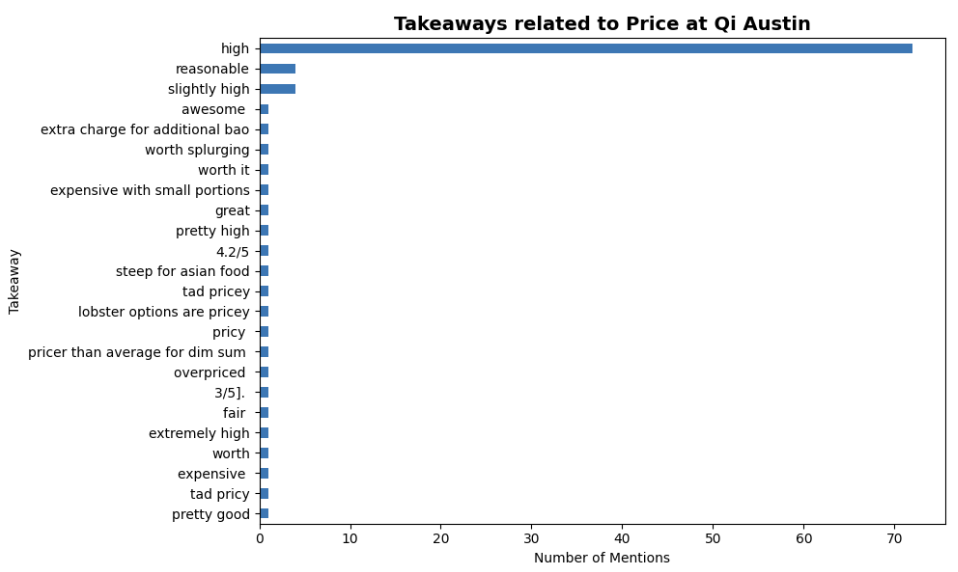 Takeaways related to Price at Qi Austin
high
reasonable
slightly high
awesome
extra charge for additional bao
worth splurging
worth it
expensive with small portions
great
pretty high
4.2/5
steep for asian food
tad pricey
lobster options are pricey
pricy
pricer than average for dim sum
overpriced
3/5].
fair
extremely high
worth
expensive
tad pricy
pretty good
Takeaway
0 10 20 30 40 50 60 70
Number of Mentions